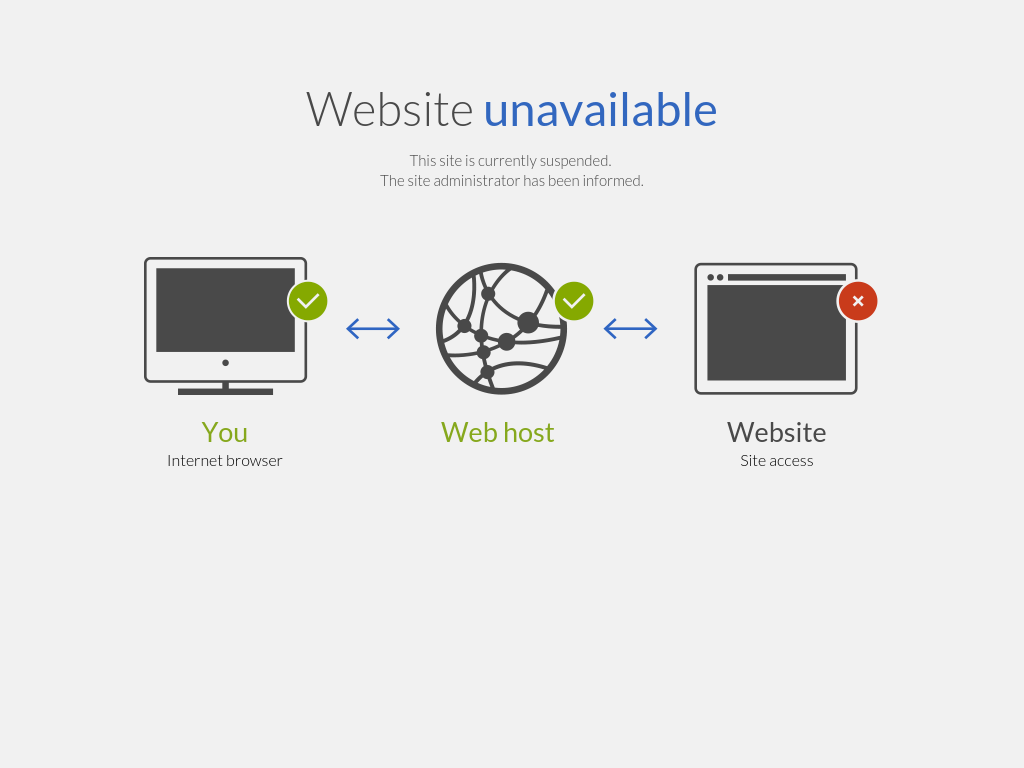 Website unavailable
This site is currently suspended.
The site administrator has been informed.
You
Internet browser
Web host
Website
Site access